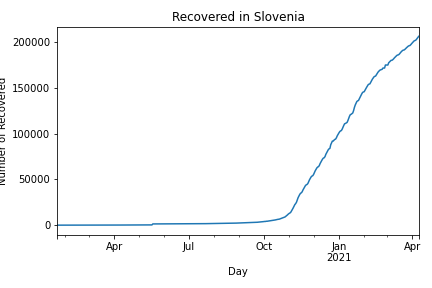 Recovered in Slovenia
Number of Recovered
200000
150000
100000
50000
0
Apr
Jul
Oct
Jan
2021
Apr
Day